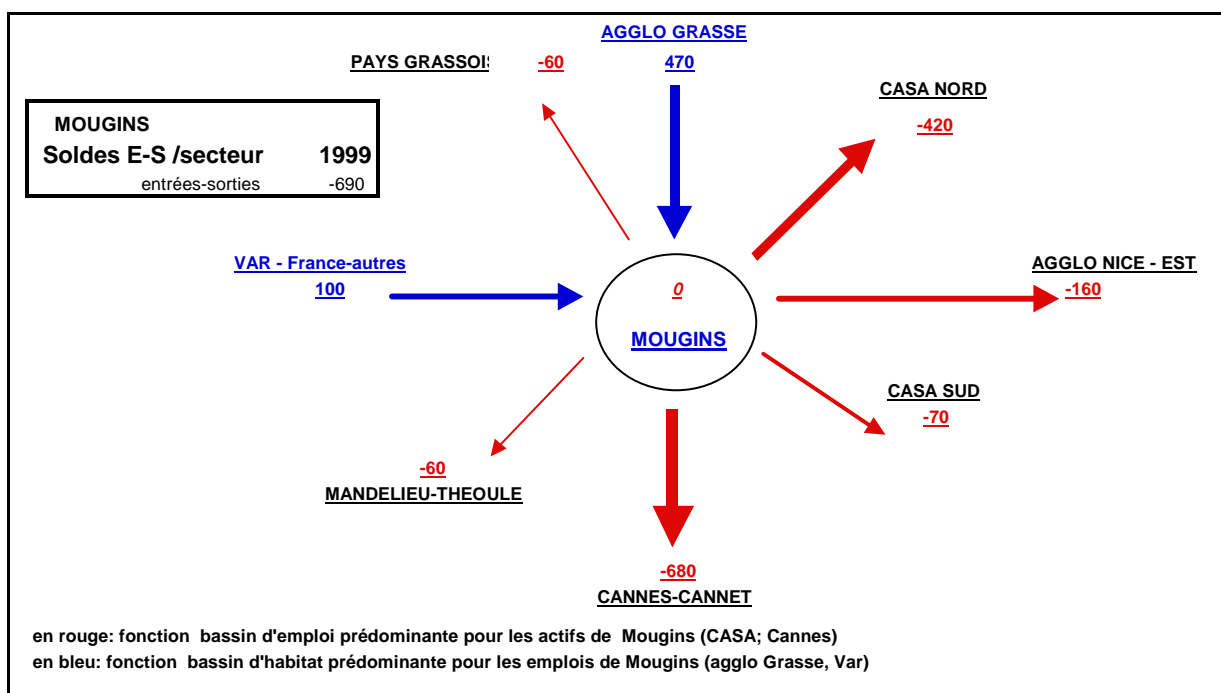 AGGLO GRASSE
PAYS GRASSOIS -60 470
CASA NORD
-420
MOUGINS
Soldes E-S /secteur 1999
entrées-sorties -690
VAR - France-autres
100
AGGLO NICE - EST
-160
0
MOUGINS
CASA SUD
-70
-60
MANDELIEU-THEOULE
-680
CANNES-CANNET
en rouge: fonction bassin d'emploi prédominante pour les actifs de Mougins (CASA; Cannes)
en bleu: fonction bassin d'habitat prédominante pour les emplois de Mougins (agglo Grasse, Var)